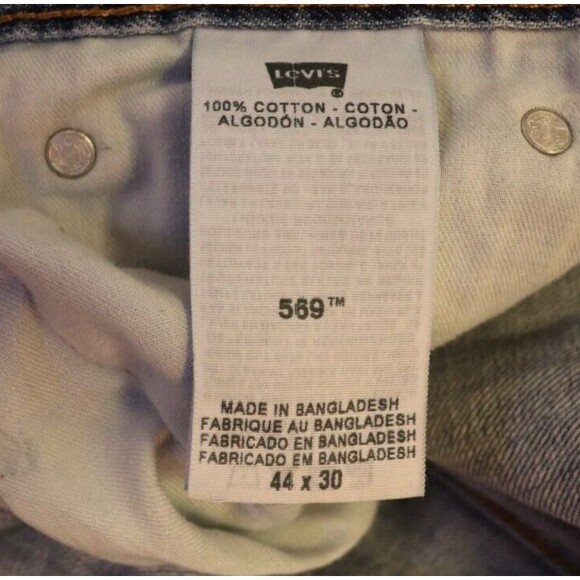 Levi's
100% COTTON - COTON -
ALGODÓN - ALGODÃO
569™
MADE IN BANGLADESH
FABRIQUE AU BANGLADESH
FABRICADO EN BANGLADESH
FABRICADO EM BANGLADESH
44 x 30